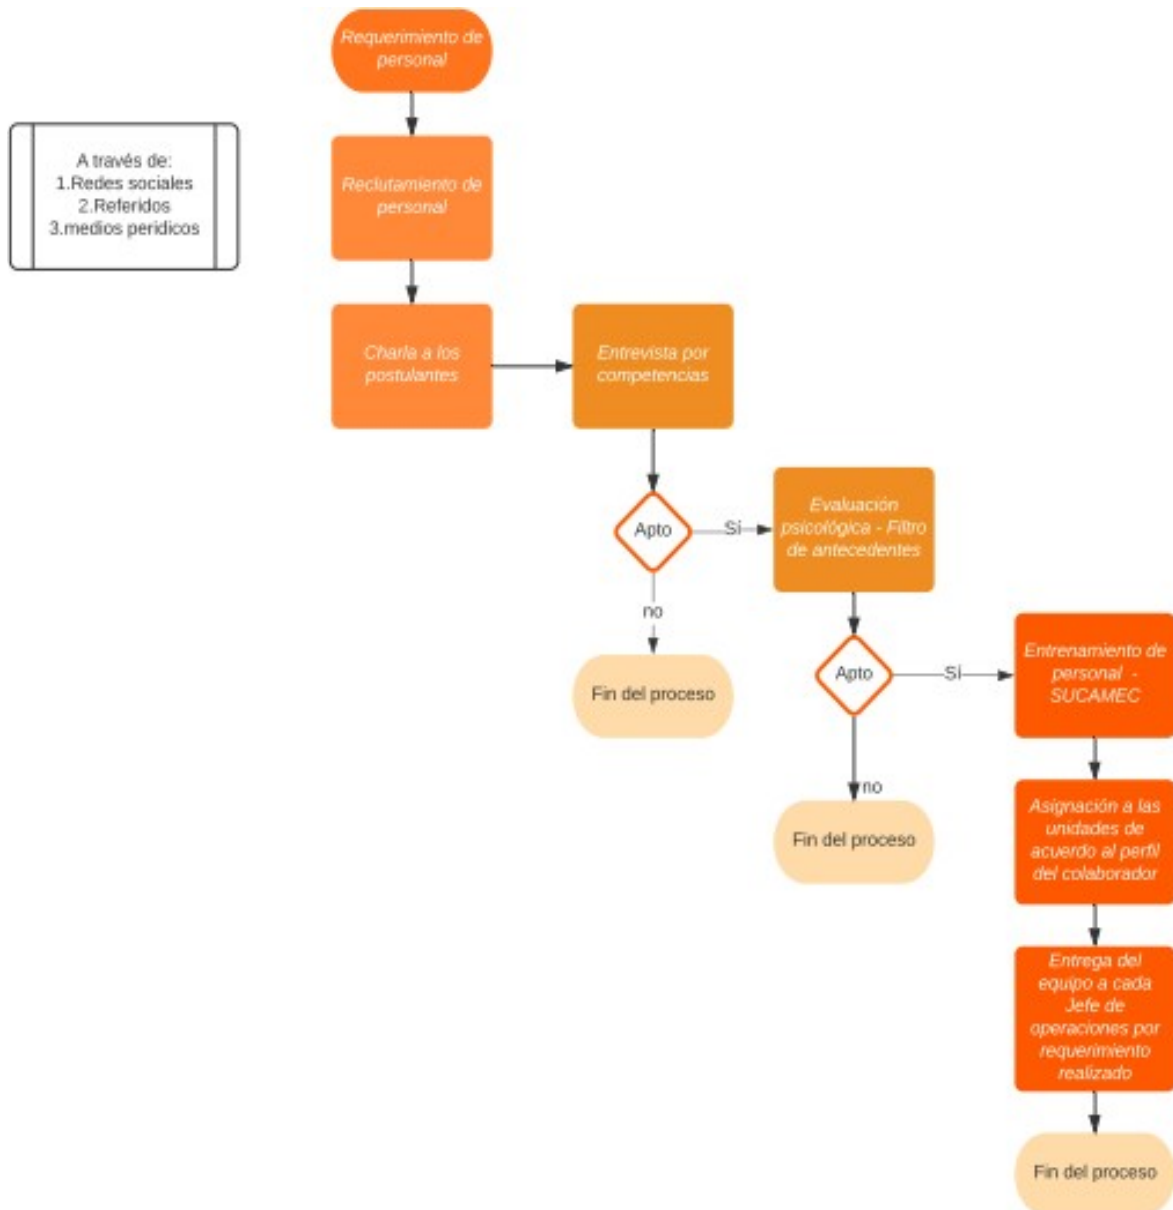 Requerimiento de
personal
A través de:
1.Redes sociales
2.Referidos
3.medios peridicos
Reclutamiento de
personal
Charla a los
postulantes
Entrevista por
competencias
Apto
Sí
no
Fin del proceso
Evaluación
psicológica - Filtro
de antecedentes
Apto
Sí
no
Fin del proceso
Entrenamiento de
personal -
SUCAMEC
Asignación a las
unidades de
acuerdo al perfil
del colaborador
Entrega del
equipo a cada
Jefe de
operaciones por
requerimiento
realizado
Fin del proceso